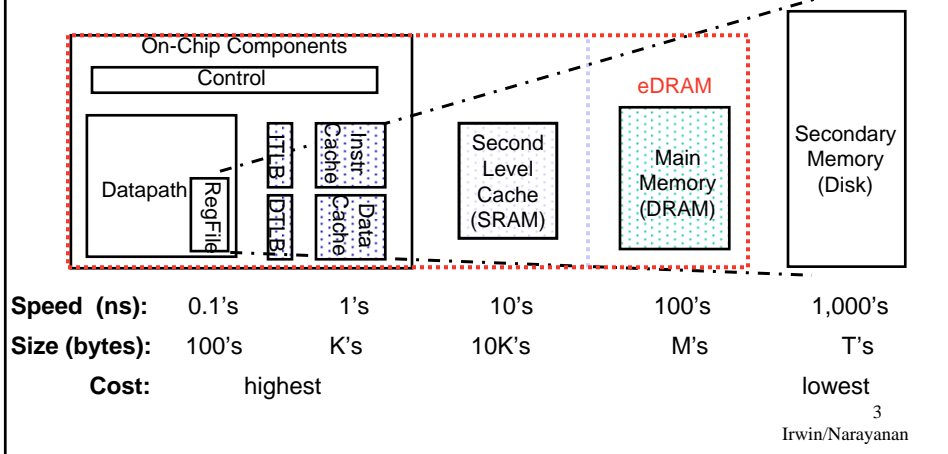 On-Chip Components
Control
eDRAM
Datapath
RegFile
ITLB
DTLB
Instr
Cache
Data
Cache
Second
Level
Cache
(SRAM)
Main
Memory
(DRAM)
Secondary
Memory
(Disk)
Speed (ns): 0.1's 1's 10's 100's 1,000's
Size (bytes): 100's K's 10K's M's T's
Cost: highest lowest
3
Irwin/Narayanan